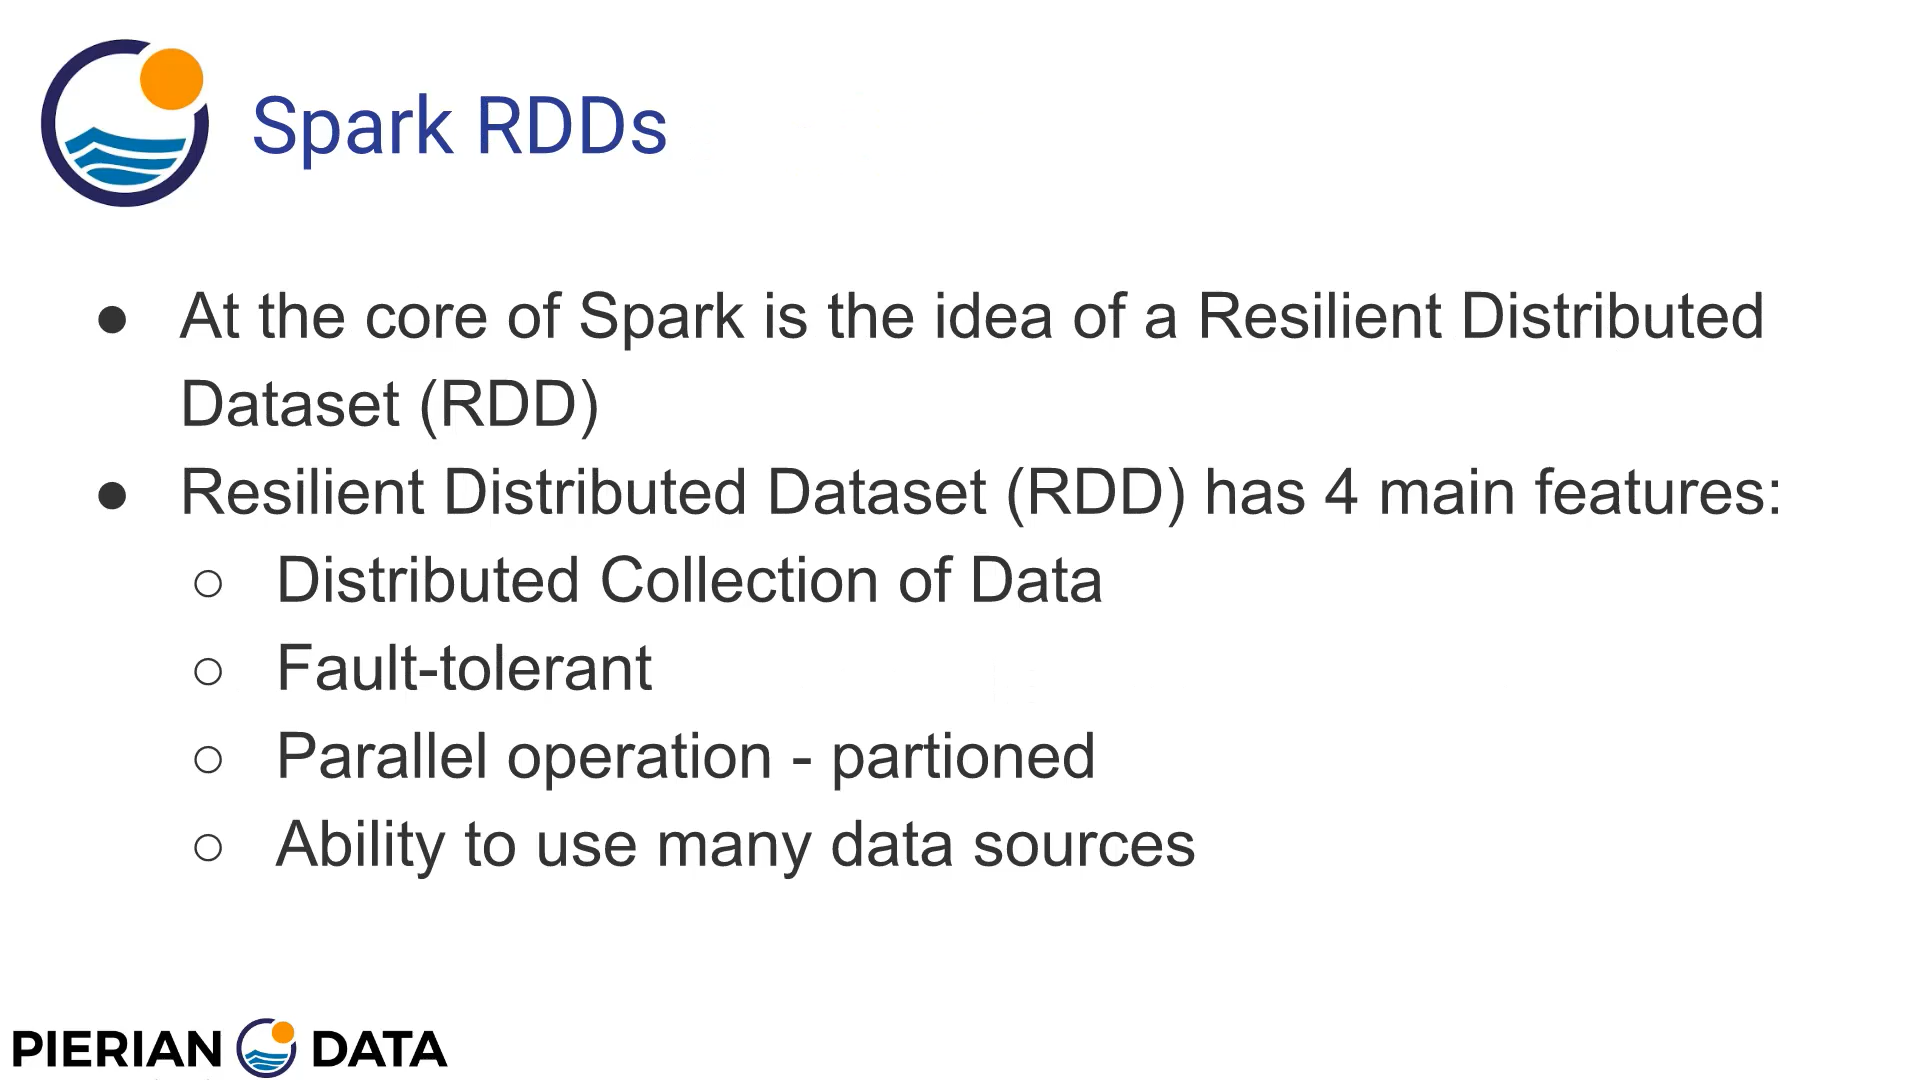 Spark RDDs
● At the core of Spark is the idea of a Resilient Distributed
Dataset (RDD)
● Resilient Distributed Dataset (RDD) has 4 main features:
○ Distributed Collection of Data
○ Fault-tolerant
○ Parallel operation - partioned
○ Ability to use many data sources
PIERIAN DATA